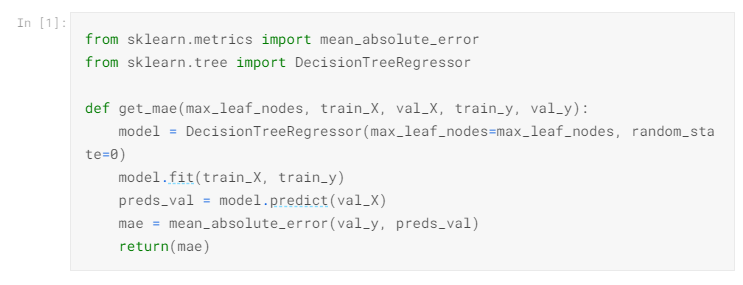 In [1]:
from sklearn.metrics import mean_absolute_error
from sklearn.tree import DecisionTreeRegressor

def get_mae(max_leaf_nodes, train_X, val_X, train_y, val_y):
    model = DecisionTreeRegressor(max_leaf_nodes=max_leaf_nodes, random_sta
te=0)
    model.fit(train_X, train_y)
    preds_val = model.predict(val_X)
    mae = mean_absolute_error(val_y, preds_val)
    return(mae)